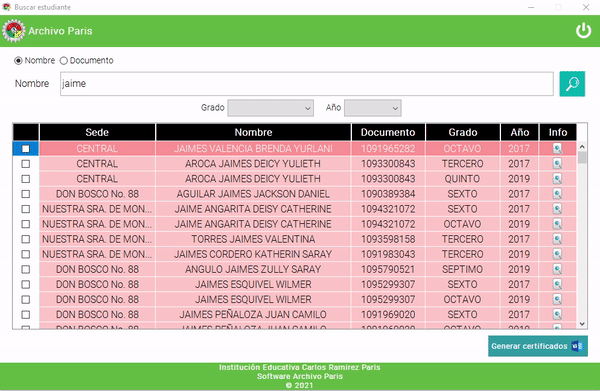 Buscar estudiante
Archivo Paris
Nombre Documento
Nombre jaime
Grado Año
Sede Nombre Documento Grado Año Info
CENTRAL JAIMES VALENCIA BRENDA YURLANI 1091965282 OCTAVO 2017
CENTRAL AROCA JAIMES DEICY YULIETH 1093300843 TERCERO 2017
CENTRAL AROCA JAIMES DEICY YULIETH 1093300843 QUINTO 2019
DON BOSCO No. 88 AGUILAR JAIMES JACKSON DANIEL 1090389384 SEXTO 2017
NUESTRA SRA. DE MON... JAIME ANGARITA DEISY CATHERINE 1094321072 SEXTO 2017
NUESTRA SRA. DE MON... JAIME ANGARITA DEISY CATHERINE 1094321072 OCTAVO 2019
NUESTRA SRA. DE MON... TORRES JAIMES VALENTINA 1093598158 TERCERO 2017
NUESTRA SRA. DE MON... JAIMES CORDERO KATHERIN SARAY 1091983043 TERCERO 2019
DON BOSCO No. 88 ANGULO JAIMES ZULLY SARAY 1095790521 SEPTIMO 2019
DON BOSCO No. 88 JAIMES ESQUIVEL WILMER 1095299307 SEXTO 2017
DON BOSCO No. 88 JAIMES ESQUIVEL WILMER 1095299307 OCTAVO 2019
DON BOSCO No. 88 JAIMES PEÑALOZA JUAN CAMILO 1091969020 SEXTO 2017
DON BOSCO No. 88 JAIMES PEÑALOZA JUAN CAMILO 1091969020 OCTAVO 2019
Generar certificados
Institución Educativa Carlos Ramírez París
Software Archivo Paris
© 2021